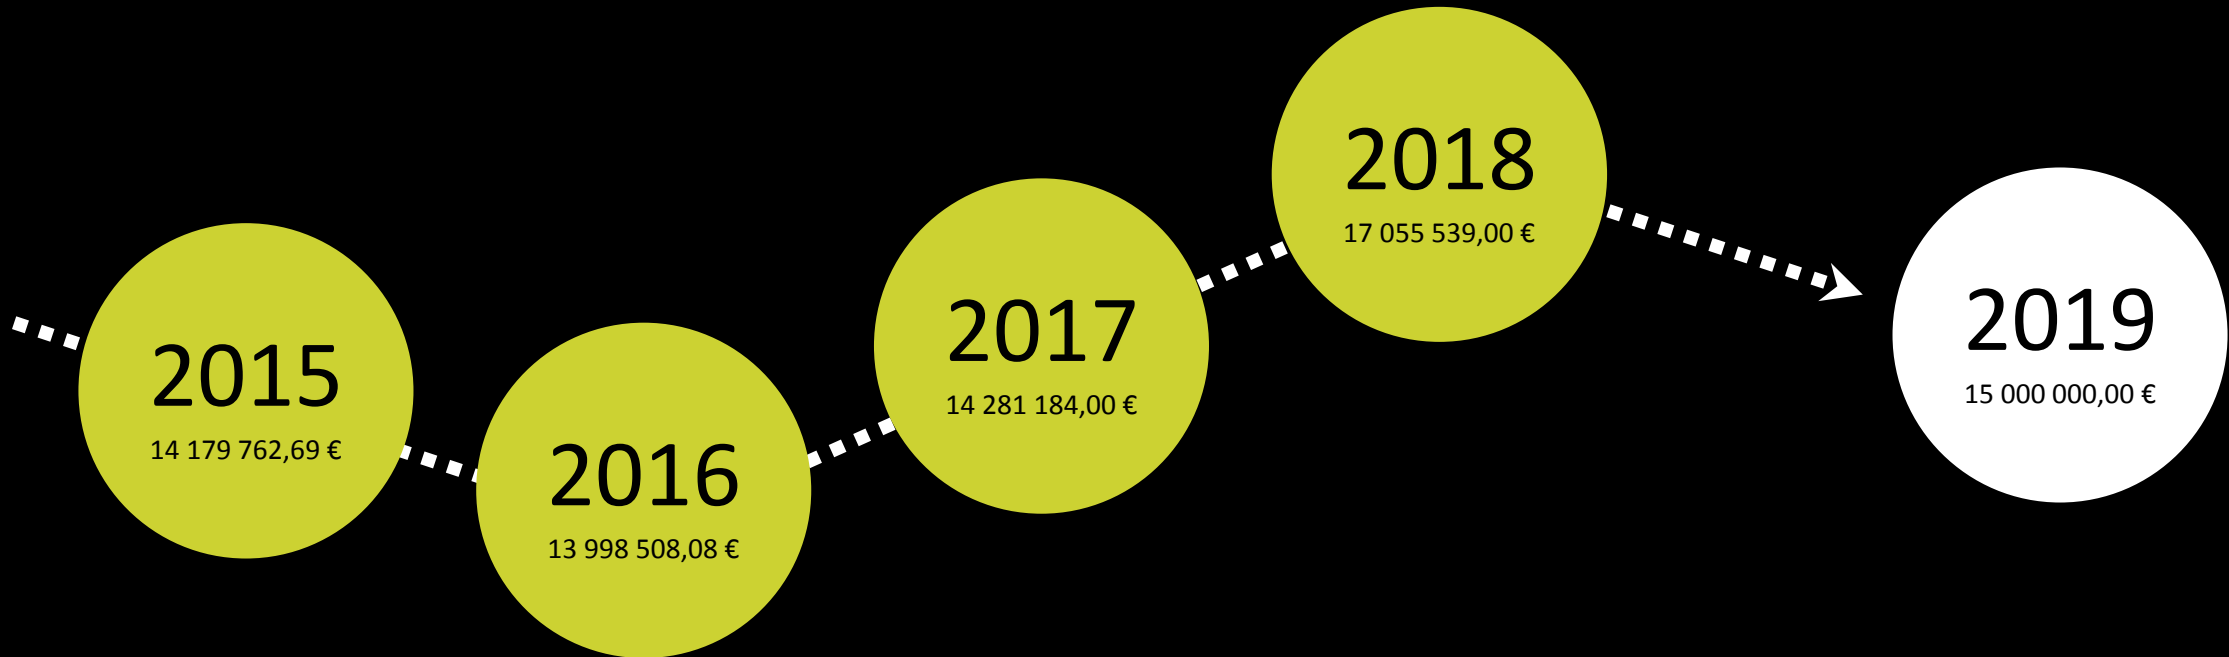 2015
14 179 762,69 €
2016
13 998 508,08 €
2017
14 281 184,00 €
2018
17 055 539,00 €
2019
15 000 000,00 €